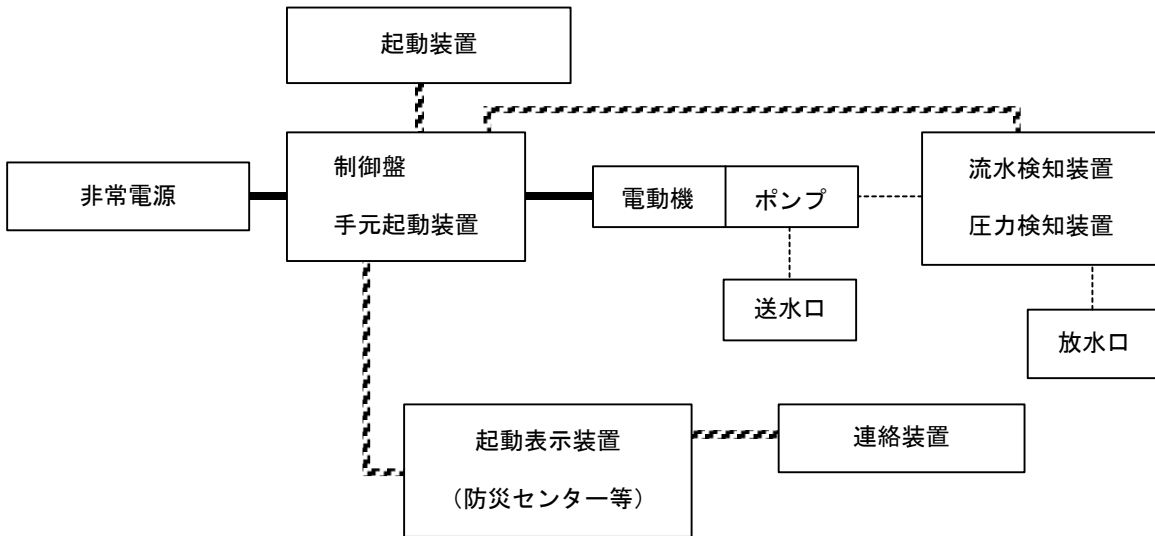 起動装置
制御盤
手元起動装置
非常電源
電動機
ポンプ
流水検知装置
圧力検知装置
送水口
放水口
起動表示装置
（防災センター等）
連絡装置